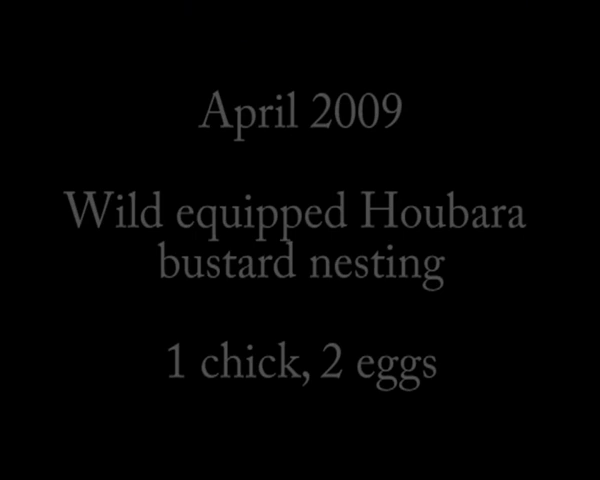 April 2009
Wild equipped Houbara
bustard nesting
1 chick, 2 eggs